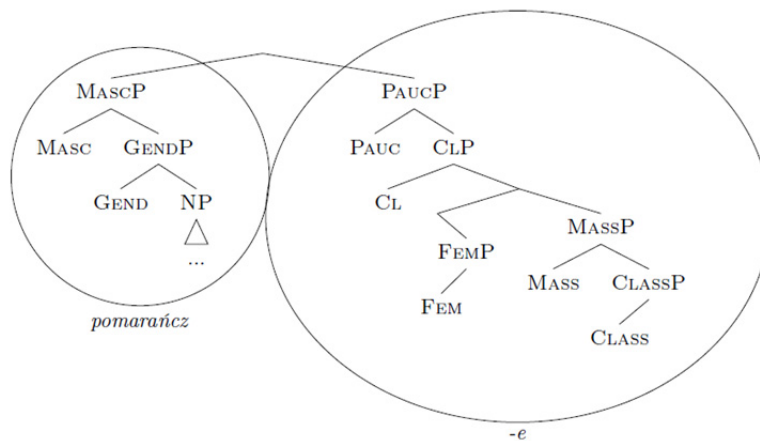 MASCP PAUCP
MASC GENDP PAUC CLP
GEND NP CL
MASSP
... FEMP
MASS CLASSP
FEM
pomarańcz CLASS
-e